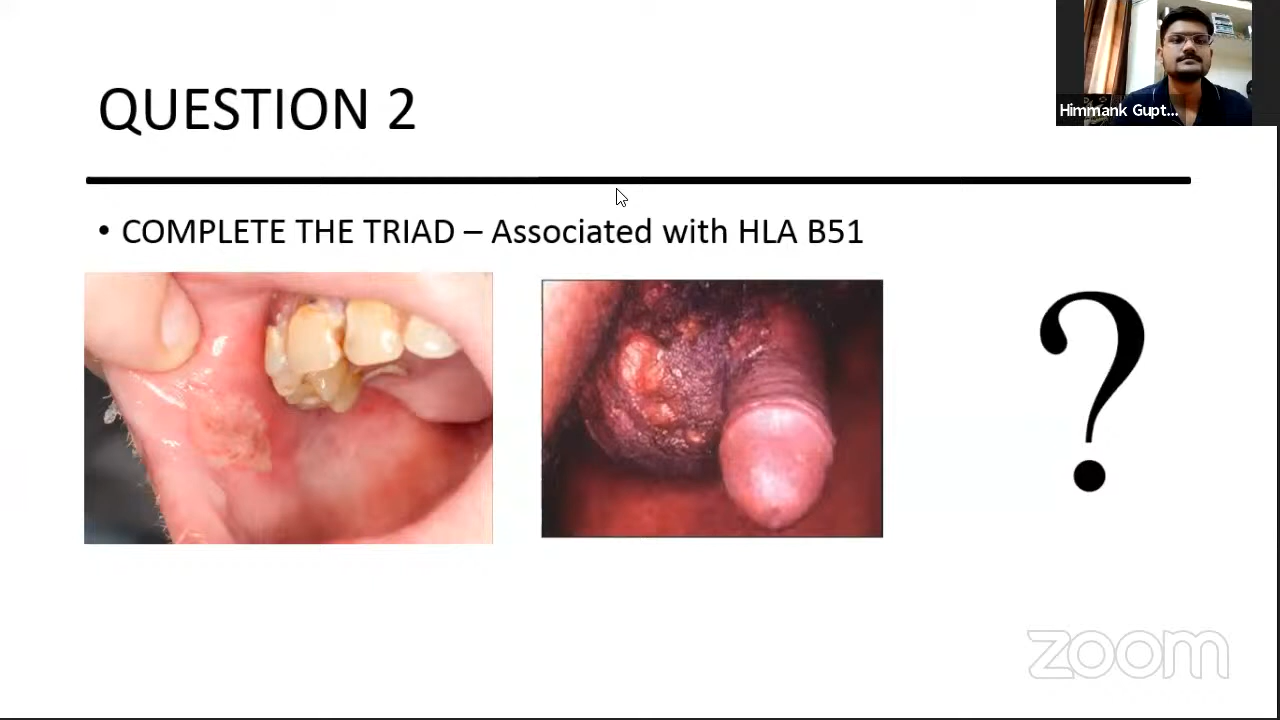 Himmank Gupt...
QUESTION 2
• COMPLETE THE TRIAD – Associated with HLA B51
?
zoom